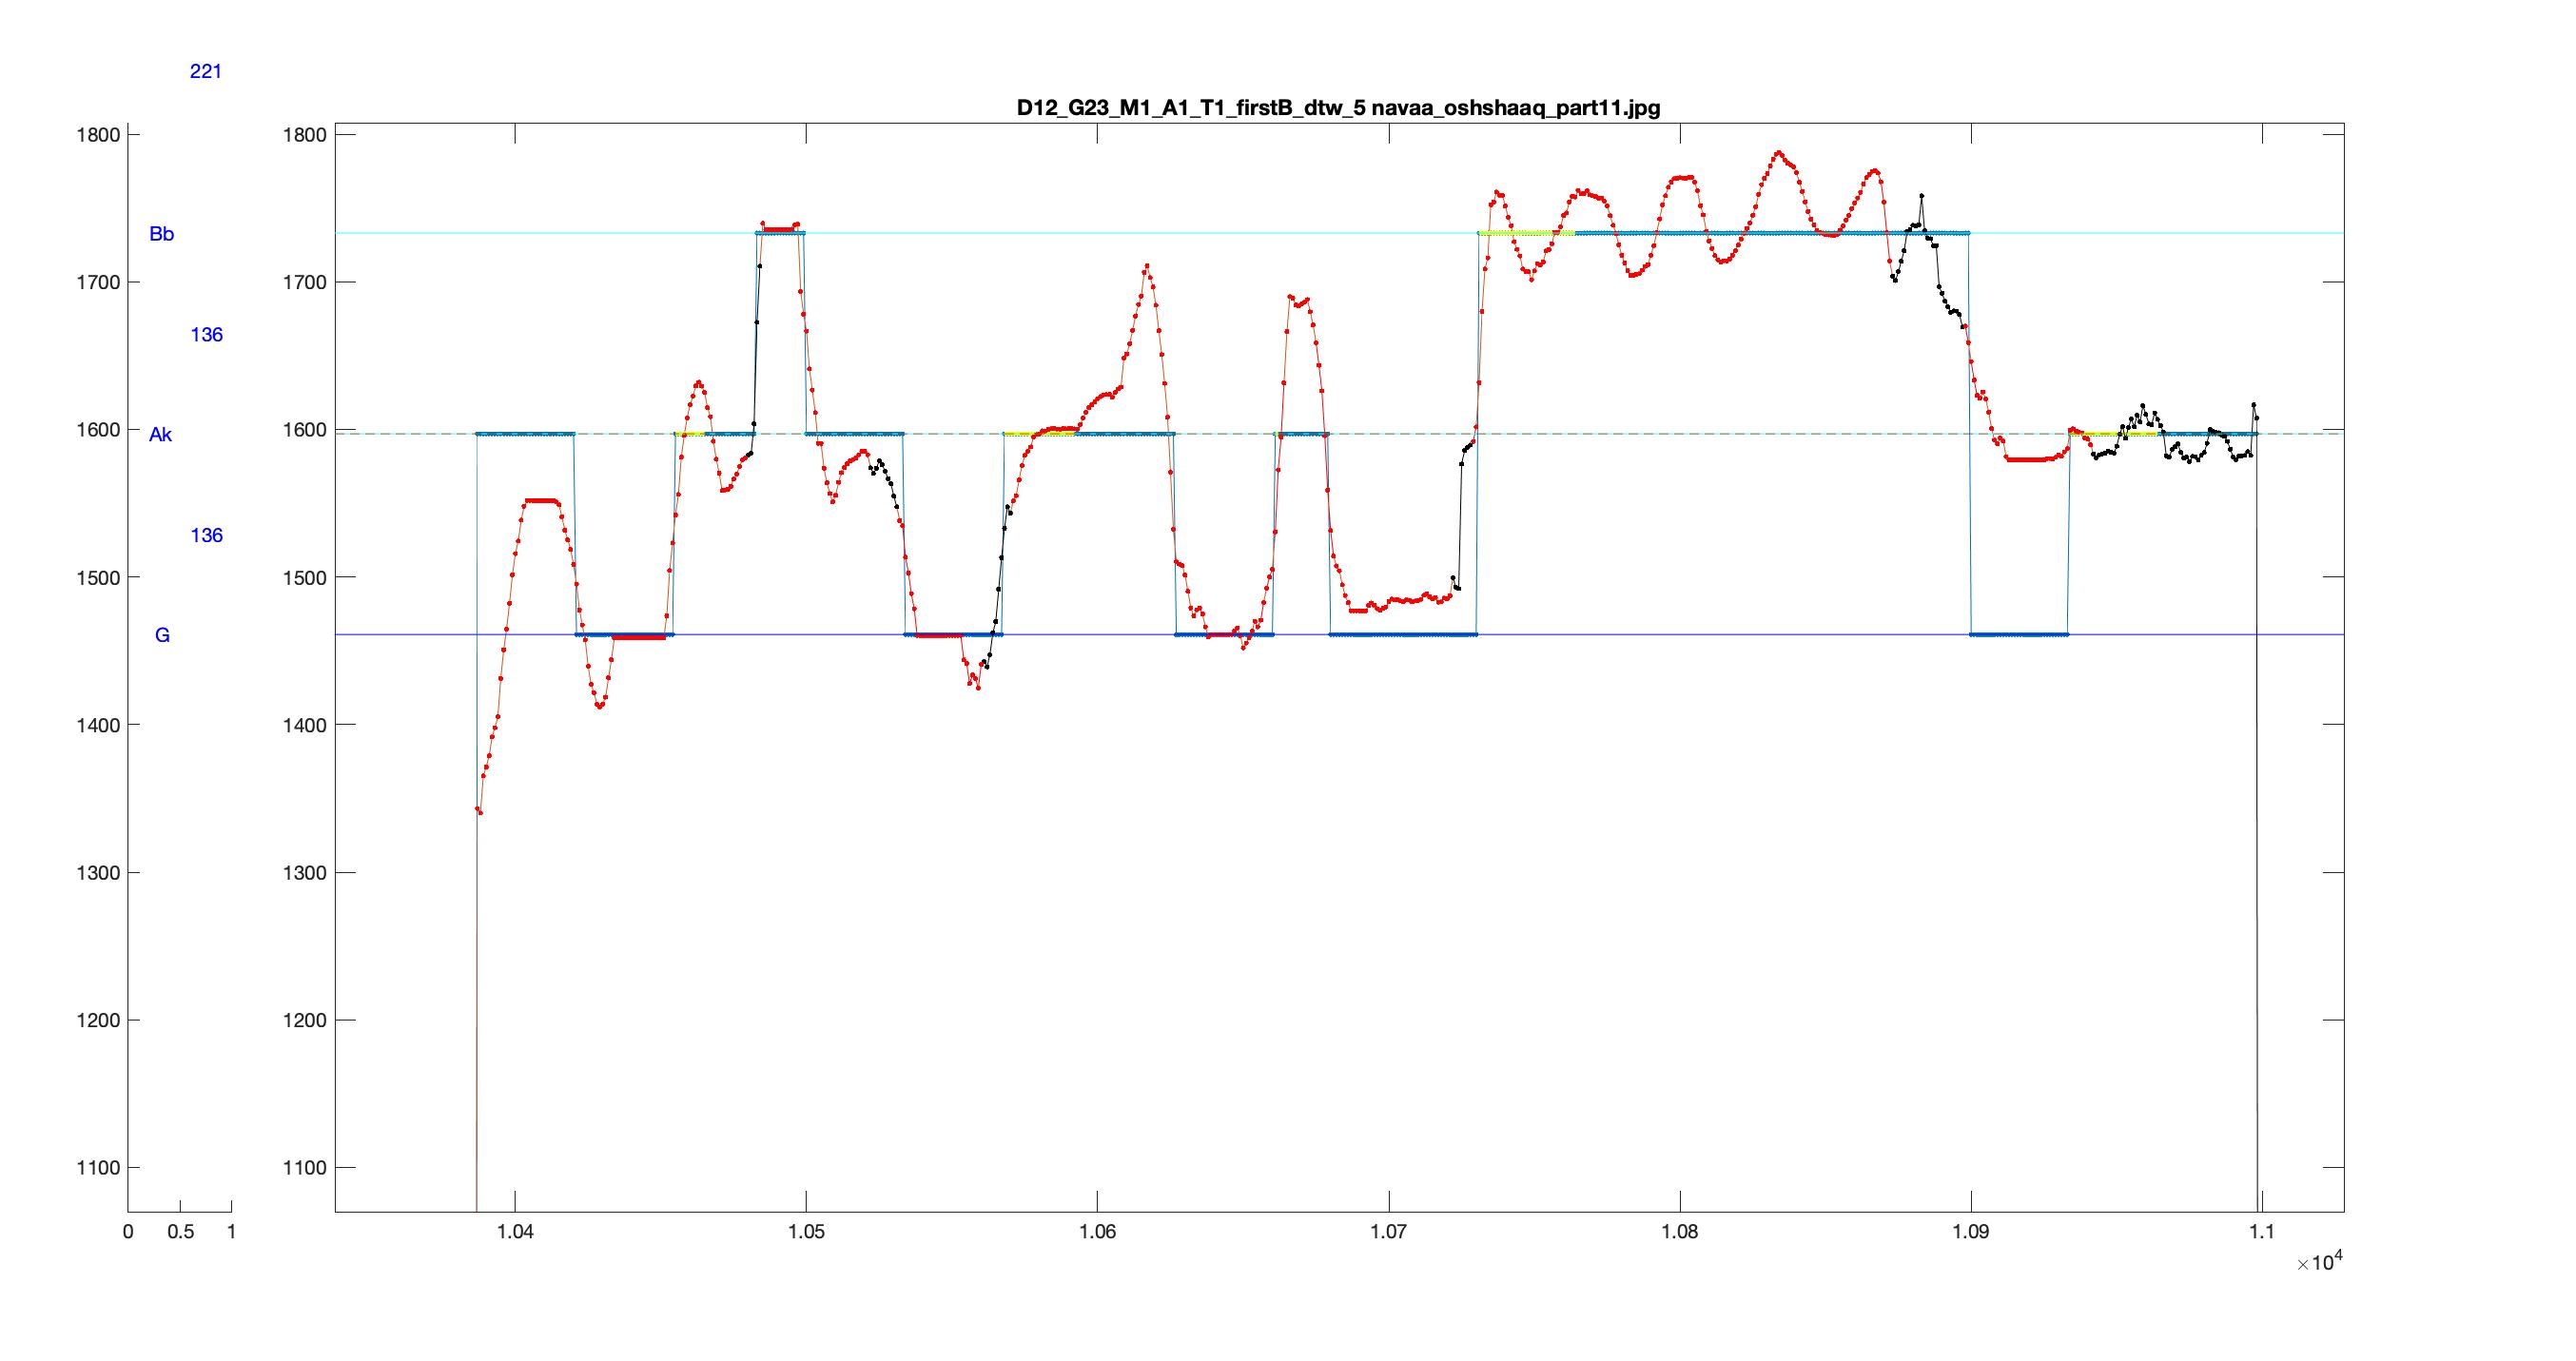 221
D12_G23_M1_A1_T1_firstB_dtw_5 navaa_oshshaaq_part11.jpg
1800 1800
Bb
1700 1700
136
1600 Ak 1600
136
1500 1500
G
1400 1400
1300 1300
1200 1200
1100 1100
0 0.5 1 1.04 1.05 1.06 1.07 1.08 1.09 1.1
×10⁴